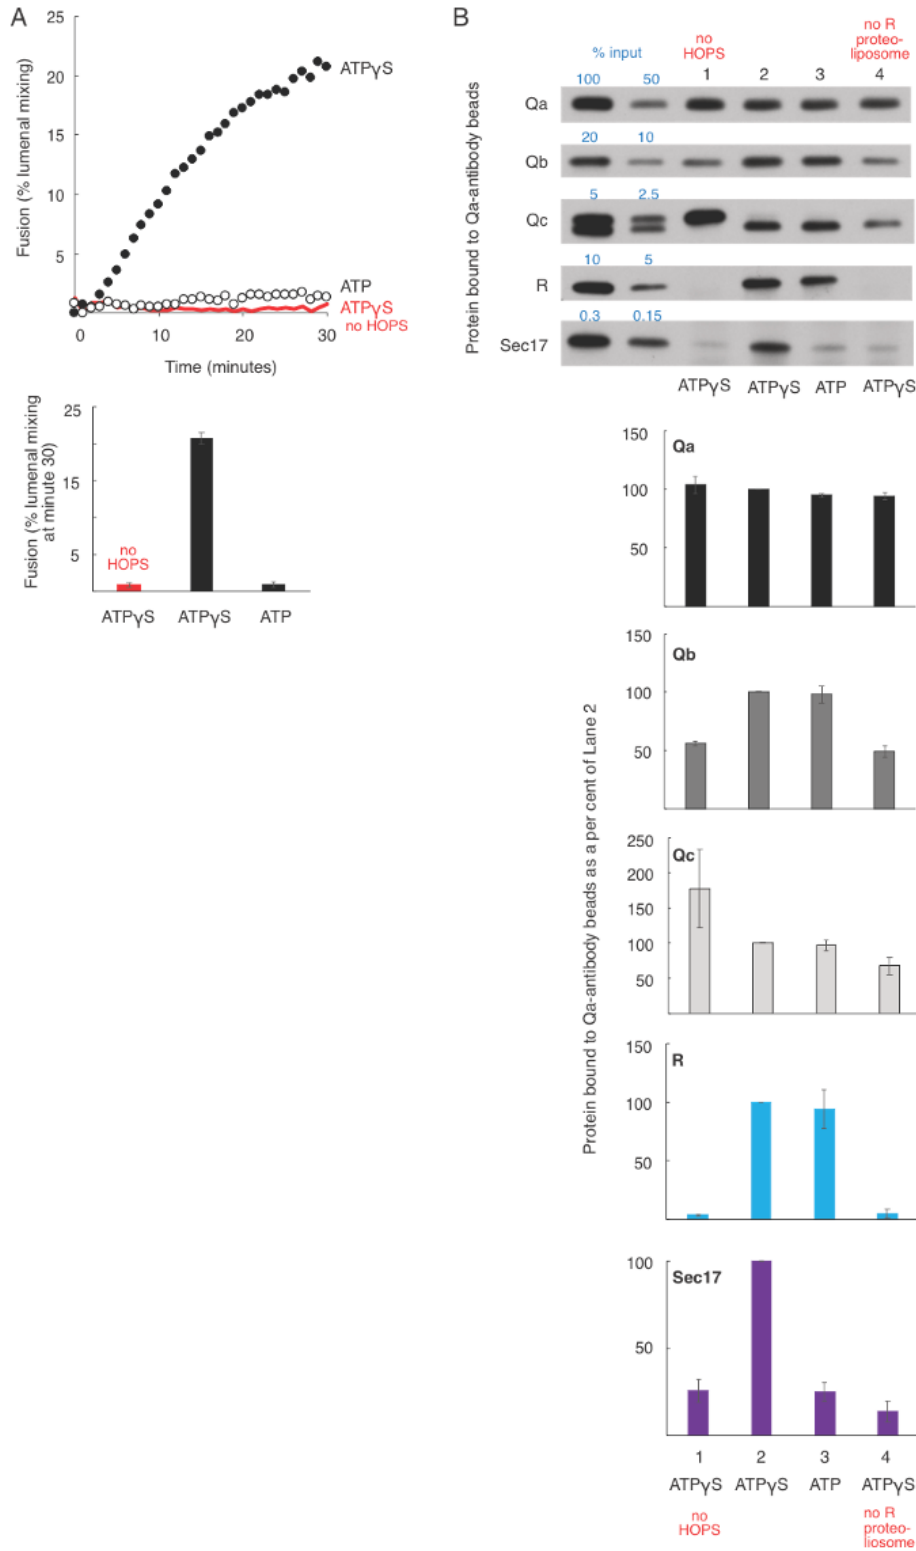 A
Fusion (% lumenal mixing)
25
20
15
10
5
ATPγS
ATP
ATPγS
no HOPS
0 10 20 30
Time (minutes)
Fusion (% lumenal mixing
at minute 30)
25
15
5
no
HOPS
ATPγS ATPγS ATP
B
Protein bound to Qa-antibody beads
% input
no
HOPS
no R
proteo-
liposome
100 50 1 2 3 4
Qa
20 10
Qb
5 2.5
Qc
10 5
R
0.3 0.15
Sec17
ATPγS ATPγS ATP ATPγS
Protein bound to Qa-antibody beads as a per cent of Lane 2
150
Qa
100
50
150
Qb
100
50
250
Qc
200
150
100
50
150
R
100
50
100
Sec17
50
1 2 3 4
ATPγS ATPγS ATP ATPγS
no
HOPS
no R
proteo-
liosome